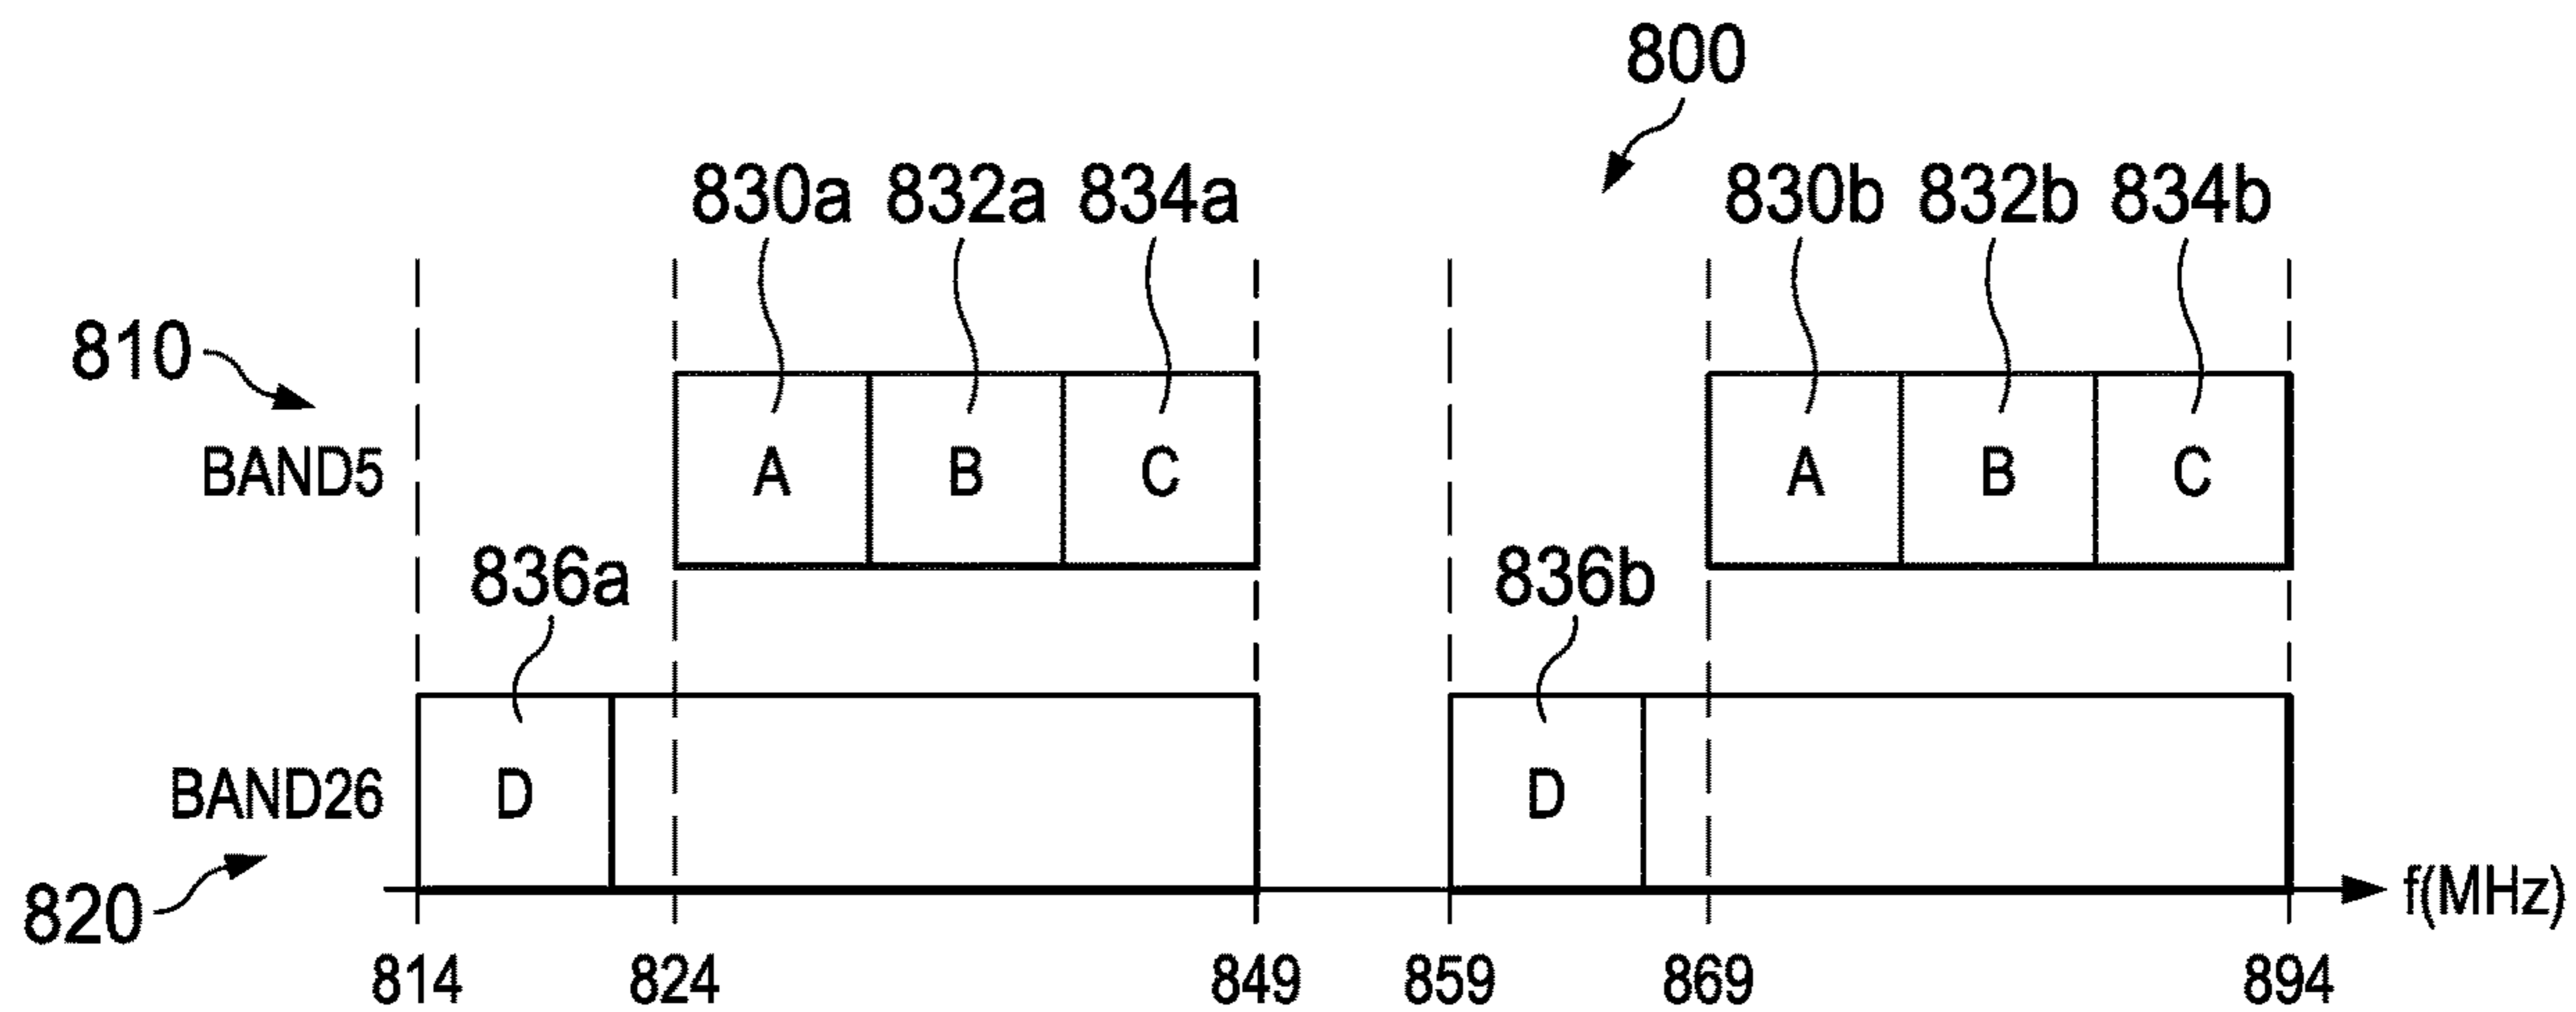 800
830a 832a 834a 830b 832b 834b
810
BAND5 A B C A B C
836a 836b
BAND26 D D
820 f(MHz)
814 824 849 859 869 894